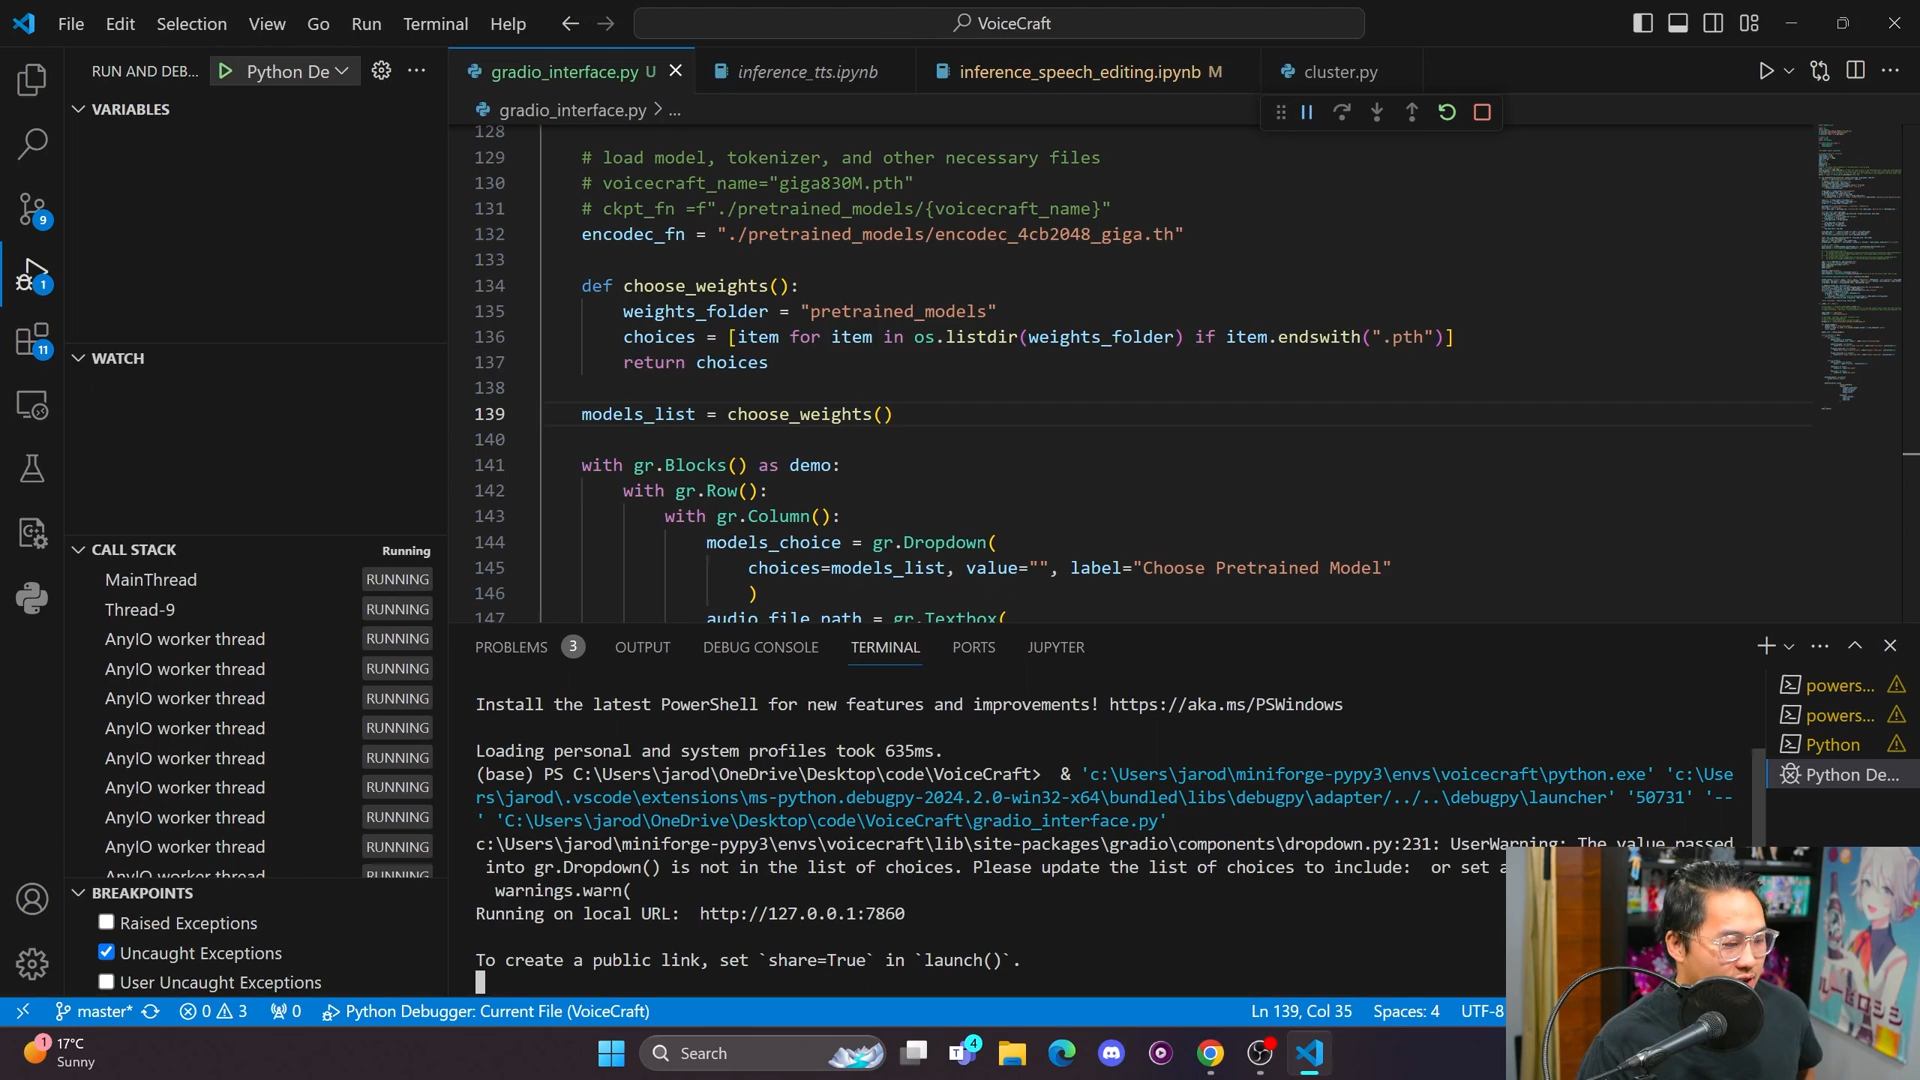 File Edit Selection View Go Run Terminal Help
VoiceCraft
RUN AND DEB... Python De
gradio_interface.py U
inference_tts.ipynb
inference_speech_editing.ipynb M
cluster.py
gradio_interface.py > ...
VARIABLES
WATCH
CALL STACK Running
MainThread RUNNING
Thread-9 RUNNING
AnyIO worker thread RUNNING
AnyIO worker thread RUNNING
AnyIO worker thread RUNNING
AnyIO worker thread RUNNING
AnyIO worker thread RUNNING
AnyIO worker thread RUNNING
AnyIO worker thread RUNNING
AnyIO worker thread RUNNING
AnyIO worker thread RUNNING
BREAKPOINTS
Raised Exceptions
Uncaught Exceptions
User Uncaught Exceptions
9
1
11
128
129 # load model, tokenizer, and other necessary files
130 # voicecraft_name="giga830M.pth"
131 # ckpt_fn =f"./pretrained_models/{voicecraft_name}"
132 encodec_fn = "./pretrained_models/encodec_4cb2048_giga.th"
133
134 def choose_weights():
135 weights_folder = "pretrained_models"
136 choices = [item for item in os.listdir(weights_folder) if item.endswith(".pth")]
137 return choices
138
139 models_list = choose_weights()
140
141 with gr.Blocks() as demo:
142 with gr.Row():
143 with gr.Column():
144 models_choice = gr.Dropdown(
145 choices=models_list, value="", label="Choose Pretrained Model"
146 )
147 audio_file_path = gr.Textbox(
PROBLEMS 3 OUTPUT DEBUG CONSOLE TERMINAL PORTS JUPYTER
Install the latest PowerShell for new features and improvements! https://aka.ms/PSWindows
Loading personal and system profiles took 635ms.
(base) PS C:\Users\jarod\OneDrive\Desktop\code\VoiceCraft> & 'c:\Users\jarod\miniforge-pypy3\envs\voicecraft\python.exe' 'c:\Use
rs\jarod\.vscode\extensions\ms-python.debugpy-2024.2.0-win32-x64\bundled\libs\debugpy\adapter/../..\debugpy\launcher' '50731' '--
' 'C:\Users\jarod\OneDrive\Desktop\code\VoiceCraft\gradio_interface.py'
c:\Users\jarod\miniforge-pypy3\envs\voicecraft\lib\site-packages\gradio\components\dropdown.py:231: UserWarning: The value passed
into gr.Dropdown() is not in the list of choices. Please update the list of choices to include: or set a
warnings.warn(
Running on local URL: http://127.0.0.1:7860
To create a public link, set `share=True` in `launch()`.
powers...
powers...
Python
Python De...
master* 0 3 0 Python Debugger: Current File (VoiceCraft) Ln 139, Col 35 Spaces: 4 UTF-8
1
17°C
Sunny
Search
4